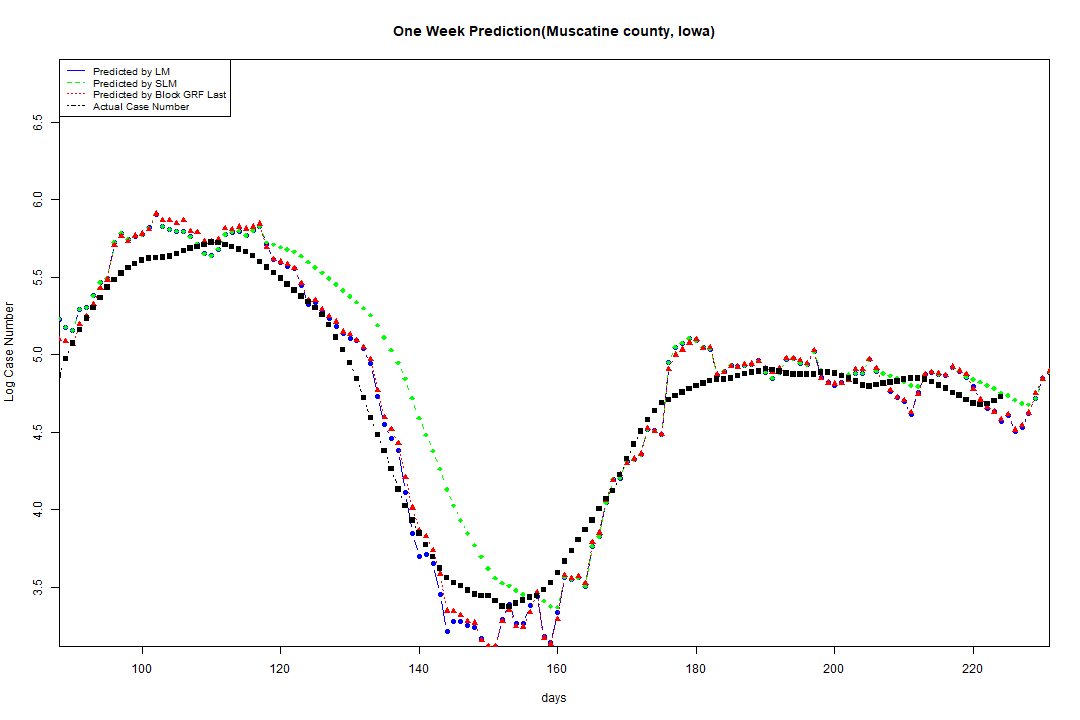 One Week Prediction(Muscatine county, Iowa)
Predicted by LM
Predicted by SLM
Predicted by Block GRF Last
Actual Case Number
Log Case Number
6.5
6.0
5.5
5.0
4.5
4.0
3.5
100 120 140 160 180 200 220
days